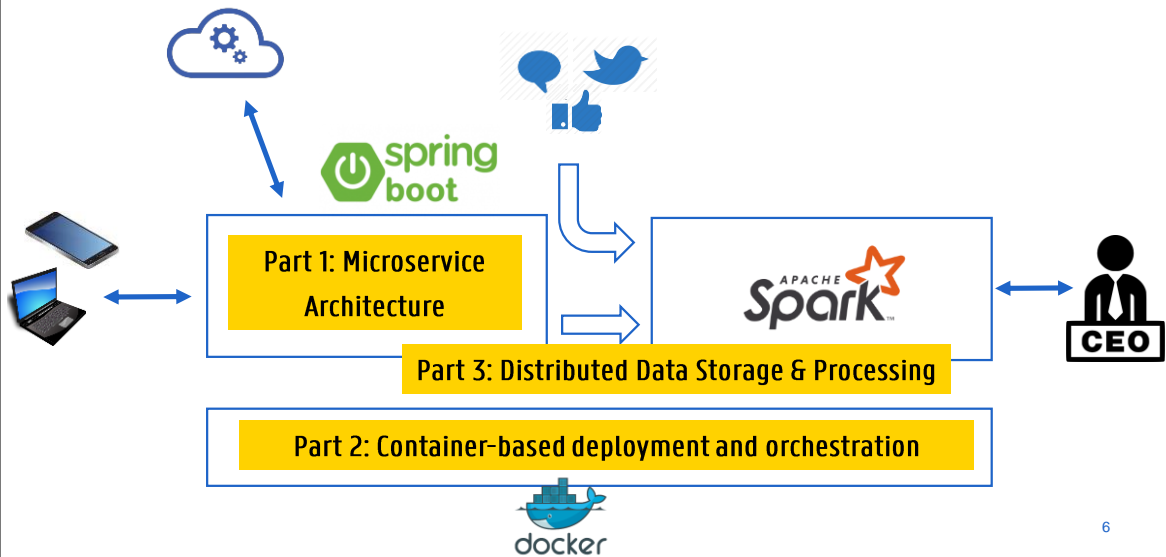 spring
boot
Part 1: Microservice
Architecture
APACHE
Spark
TM
CEO
Part 3: Distributed Data Storage & Processing
Part 2: Container-based deployment and orchestration
docker
6